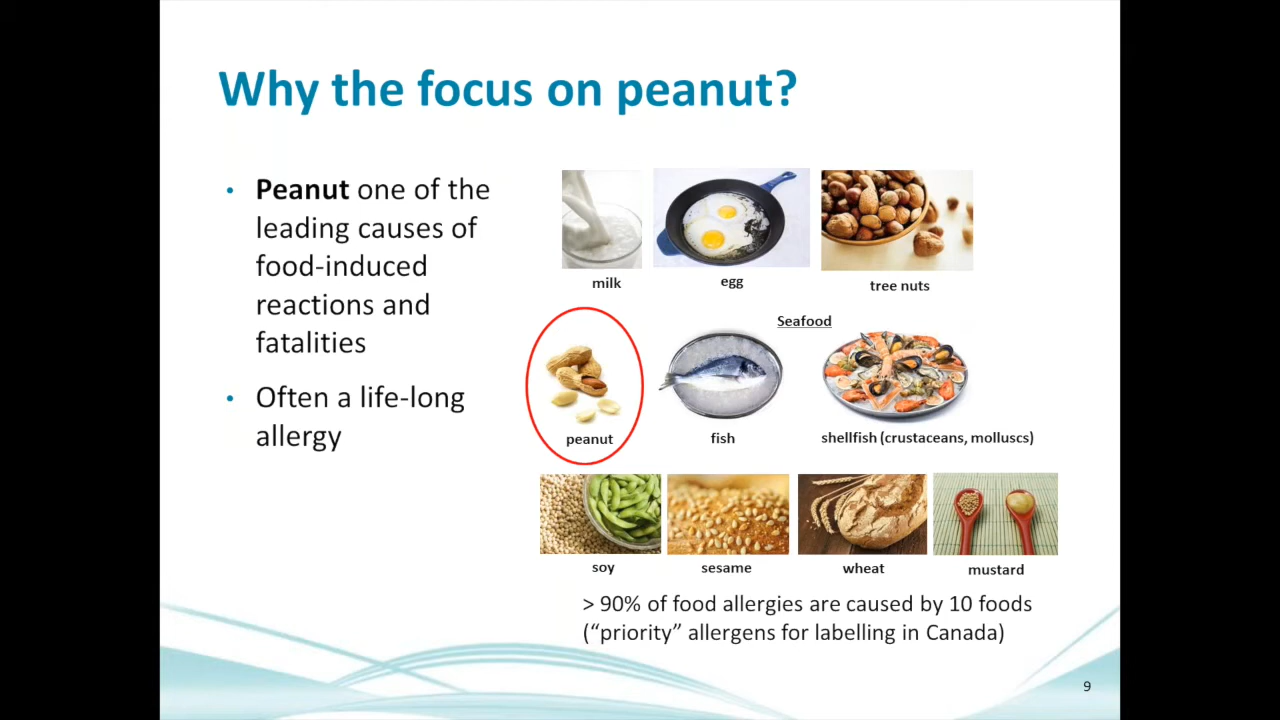 Why the focus on peanut?
• Peanut one of the
leading causes of
food-induced
reactions and
fatalities
• Often a life-long
allergy
milk
egg
tree nuts
Seafood
peanut
fish
shellfish (crustaceans, molluscs)
soy
sesame
wheat
mustard
> 90% of food allergies are caused by 10 foods
(“priority” allergens for labelling in Canada)
9